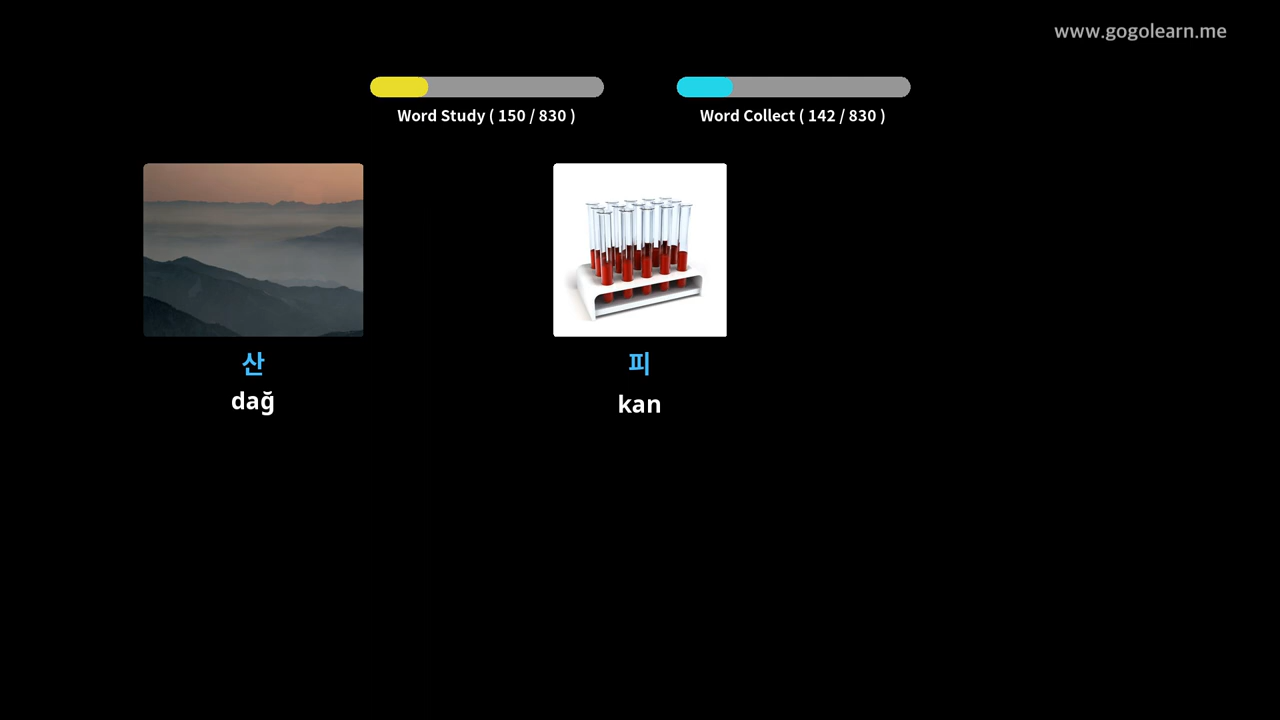 www.gogolearn.me
Word Study ( 150 / 830 )
Word Collect ( 142 / 830 )
산
dağ
피
kan